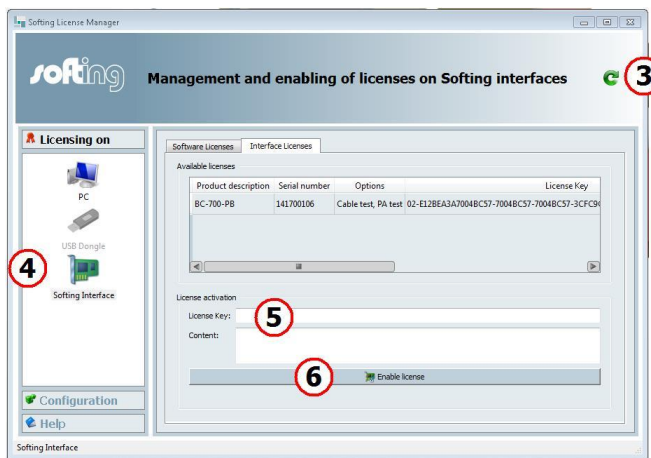 Softing License Manager
softing
Management and enabling of licenses on Softing interfaces
3
Licensing on
PC
USB Dongle
4
Softing Interface
Configuration
Help
Software Licenses Interface Licenses
Available licenses
Product description Serial number Options License Key
BC-700-PB 141700106 Cable test, PA test 02-E12BEA3A7004BC57-7004BC57-7004BC57-3CFC9
License activation
License Key: 5
Content:
6 Enable license
Softing Interface